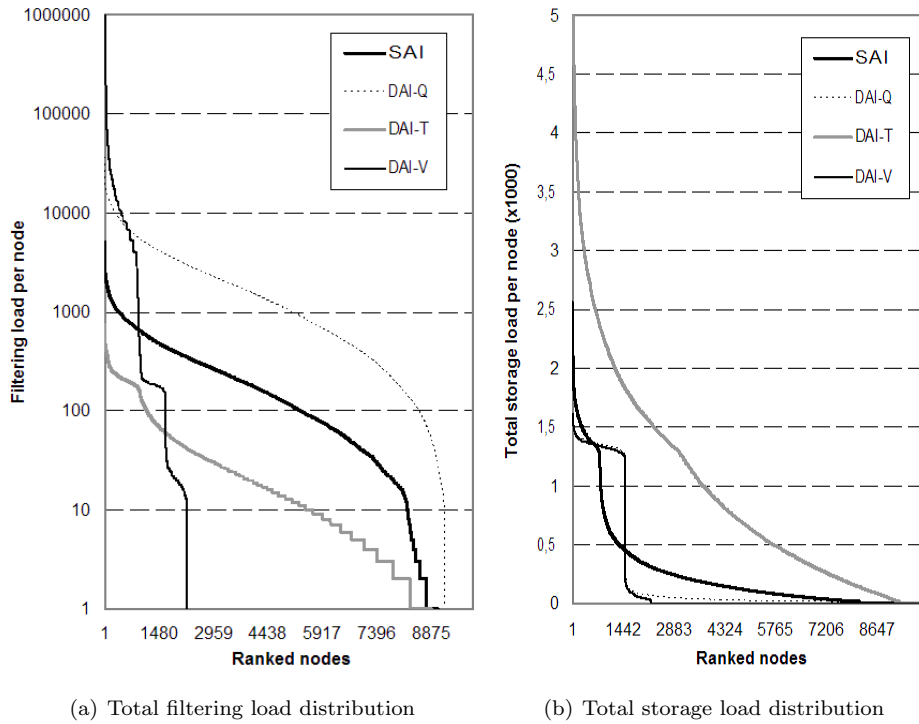 1000000
100000
10000
1000
100
10
1
Filtering load per node
SAI
DAI-Q
DAI-T
DAI-V
1 1480 2959 4438 5917 7396 8875
Ranked nodes
(a) Total filtering load distribution
5
4,5
4
3,5
3
2,5
2
1,5
1
0,5
0
Total storage load per node (x1000)
SAI
DAI-Q
DAI-T
DAI-V
1 1442 2883 4324 5765 7206 8647
Ranked nodes
(b) Total storage load distribution